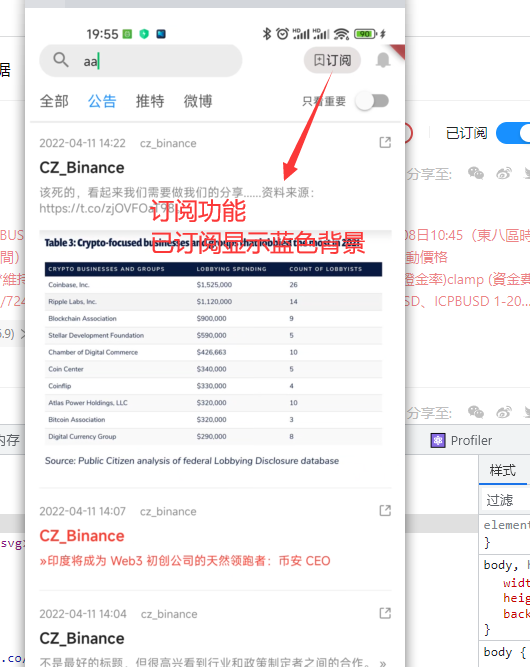 19:55
90
据
aa
订阅
全部 公告 推特 微博
只看重要
已订阅
分享至:
2022-04-11 14:22 cz_binance
CZ_Binance
该死的，看起来我们需要做我们的分享......资料来源：
https://t.co/zjOVFOa
订阅功能
已订阅显示蓝色背景
Table 3: Crypto-focused businesses and groups that lobbied the most in 2021
CRYPTO BUSINESSES AND GROUPS LOBBYING SPENDING COUNT OF LOBBYISTS
Coinbase, Inc. $1,525,000 26
Ripple Labs, Inc. $1,120,000 14
Blockchain Association $900,000 9
Stellar Development Foundation $590,000 5
Chamber of Digital Commerce $426,663 10
Coin Center $340,000 5
Coinflip $330,000 4
Atlas Power Holdings, LLC $320,000 10
Bitcoin Association $320,000 3
Digital Currency Group $290,000 8
Source: Public Citizen analysis of federal Lobbying Disclosure database
BUS
08日10:45（東八區時
間）
動價格
*維持
證金率)clamp (資金費
/724
SD、ICPBUSD 1-20...
6.9)
分享至:
内存
Profiler
2022-04-11 14:07 cz_binance
CZ_Binance
»印度将成为 Web3 初创公司的天然领跑者：币安 CEO
样式
过滤
element
}
body, h
widt
heig
back
}
body {
svg:
2022-04-11 14:04 cz_binance
CZ_Binance
不是最好的标题，但很高兴看到行业和政策制定者之间的合作。 »
.co/